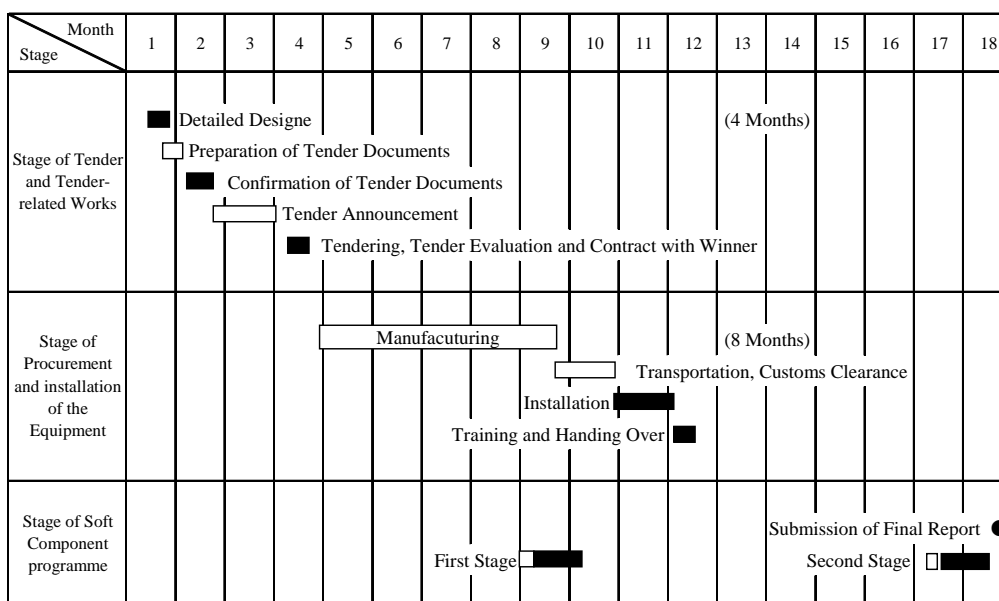 Month
Stage
1 2 3 4 5 6 7 8 9 10 11 12 13 14 15 16 17 18
Stage of Tender
and Tender-
related Works
Detailed Designe
(4 Months)
Preparation of Tender Documents
Confirmation of Tender Documents
Tender Announcement
Tendering, Tender Evaluation and Contract with Winner
Stage of
Procurement
and installation
of the
Equipment
Manufacuturing
(8 Months)
Transportation, Customs Clearance
Installation
Training and Handing Over
Stage of Soft
Component
programme
Submission of Final Report
First Stage
Second Stage